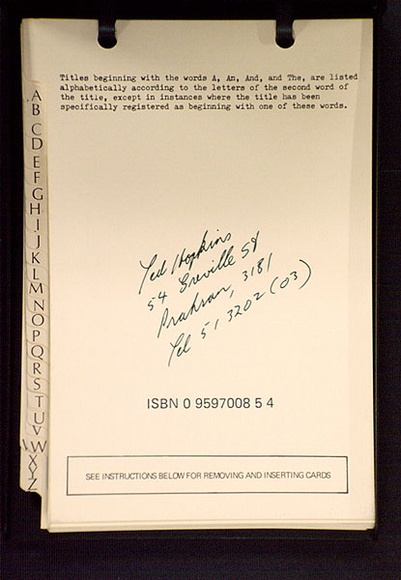 Titles beginning with the words A, An, And, and The, are listed
alphabetically according to the letters of the second word of
the title, except in instances where the title has been
specifically registered as beginning with one of these words.
A
B
C
D
E
F
G
H
I
J
K
L
M
N
O
P
Q
R
S
T
U
V
W
X
Y
Z
Ted Hopkins
54 Greville St
Prahran, 3181
Tel 51 3202 (03)
ISBN 0 9597008 5 4
SEE INSTRUCTIONS BELOW FOR REMOVING AND INSERTING CARDS